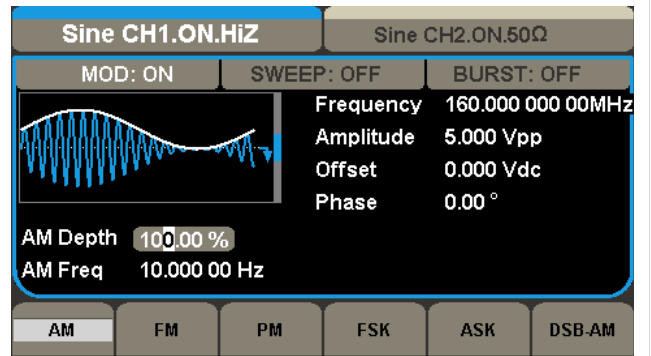 Sine CH1.ON.HiZ
Sine CH2.ON.50Ω
MOD: ON
SWEEP: OFF
BURST: OFF
Frequency 160.000 000 00MHz
Amplitude 5.000 Vpp
Offset 0.000 Vdc
Phase 0.00 °
AM Depth 100.00 %
AM Freq 10.000 00 Hz
AM FM PM FSK ASK DSB-AM